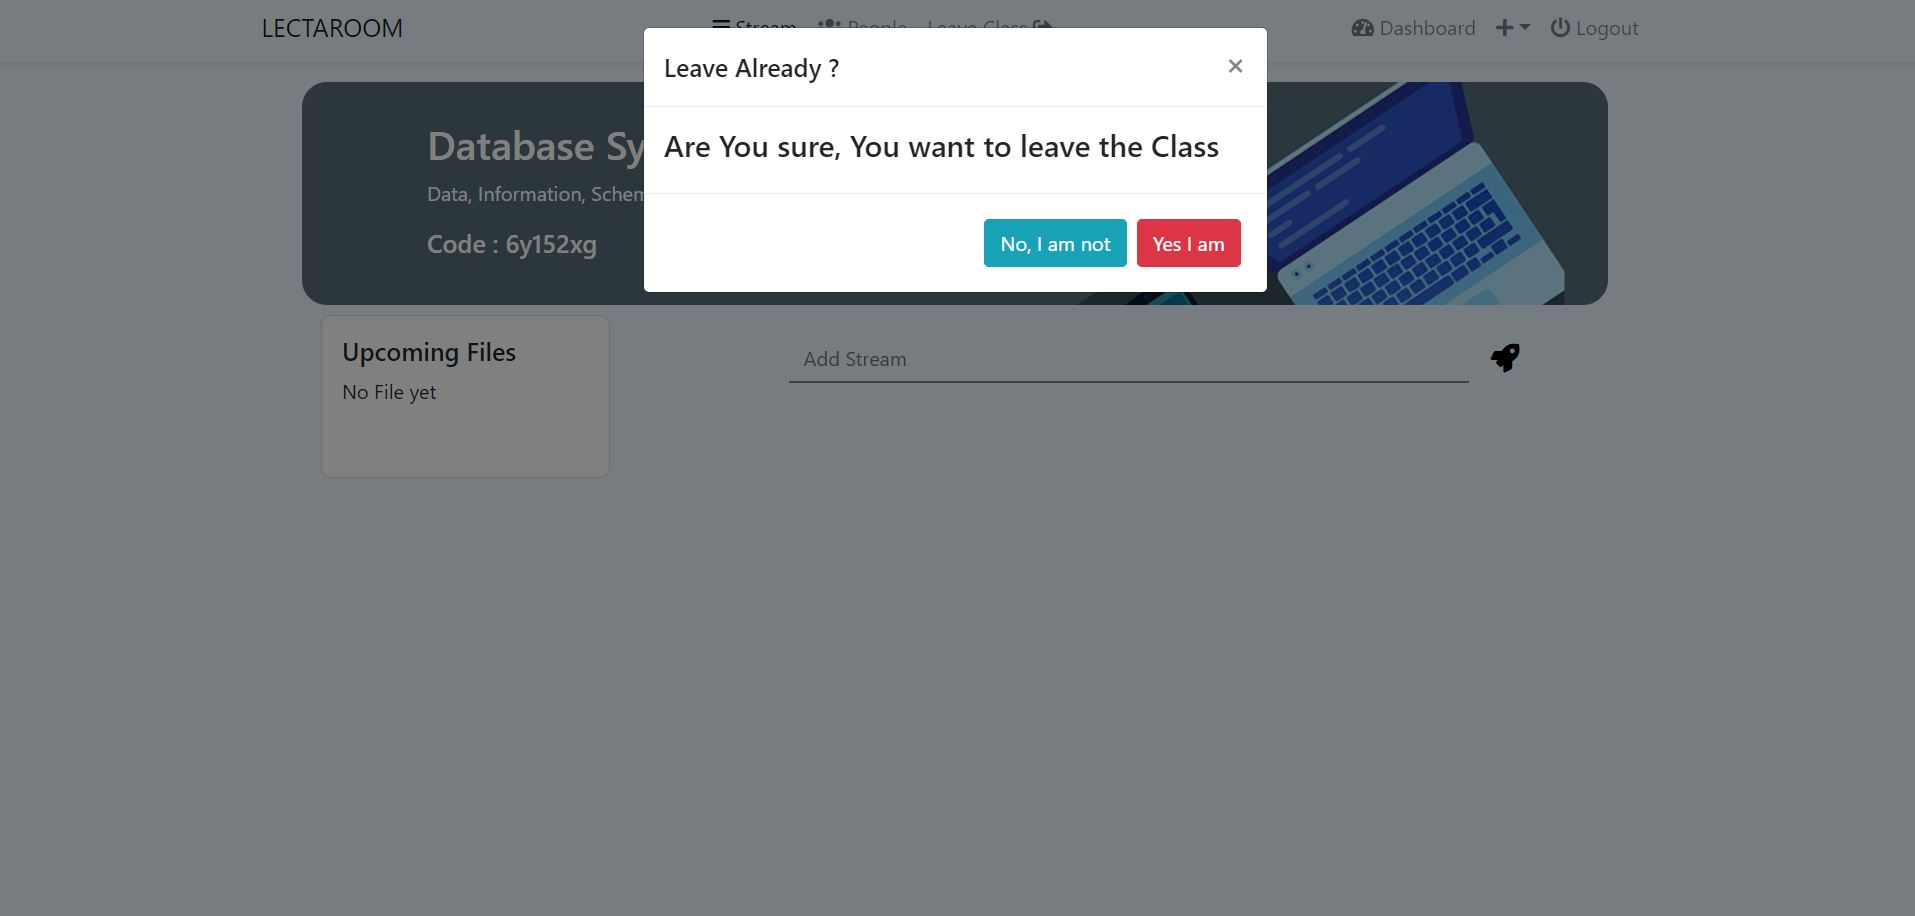 LECTAROOM
Stream People Leave Class
Dashboard
Logout
Leave Already ?
×
Are You sure, You want to leave the Class
No, I am not
Yes I am
Database Sy
Data, Information, Schem
Code : 6y152xg
Upcoming Files
No File yet
Add Stream